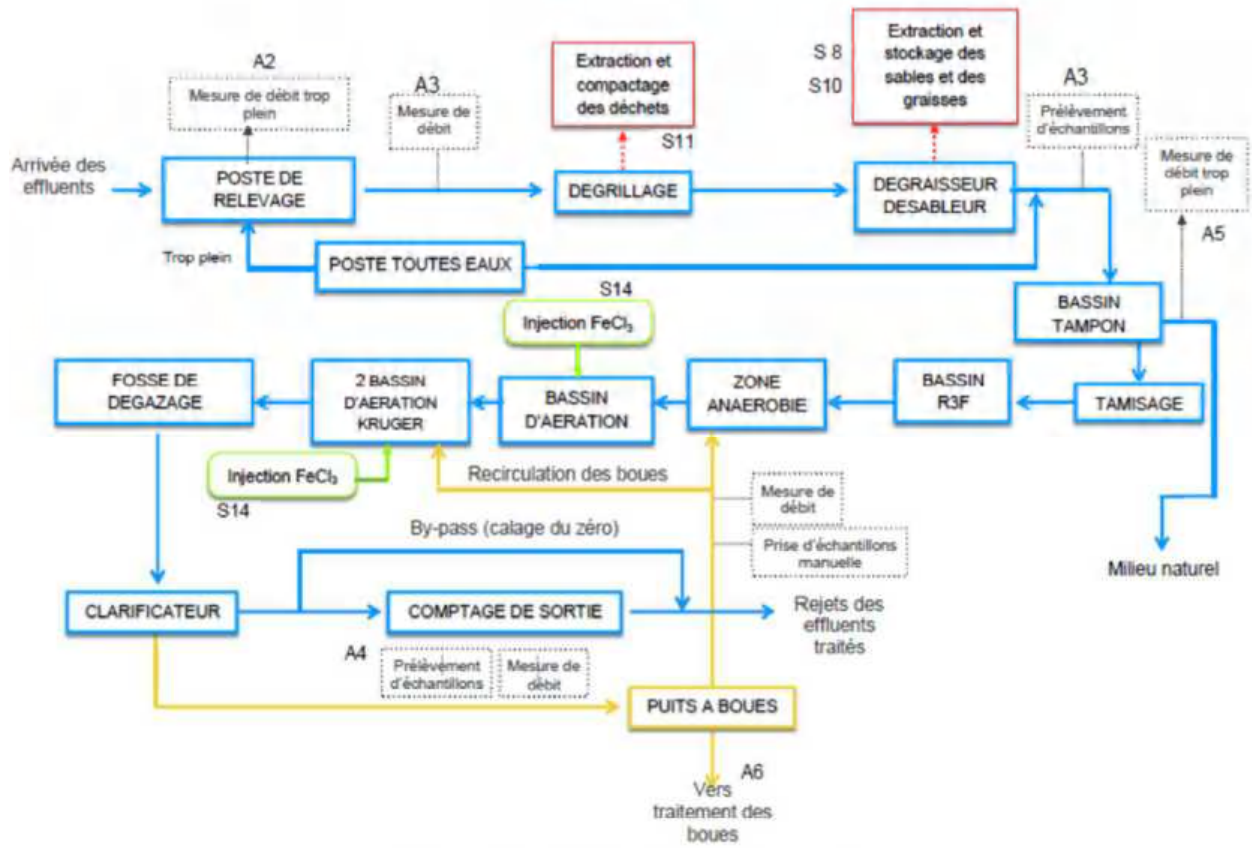 A2
Mesure de débit trop
plein
A3
Mesure de
débit
Extraction et
compactage
des déchets
S11
S 8
S10
Extraction et
stockage des
sables et des
graisses
A3
Prélèvement
d'échantillons
Mesure de
débit trop
plein
A5
Arrivée des
effluents
POSTE DE
RELEVAGE
DEGRILLAGE
DEGRAISSEUR
DESABLEUR
Trop plein
POSTE TOUTES EAUX
S14
Injection FeCl₃
BASSIN
TAMPON
FOSSE DE
DEGAZAGE
2 BASSIN
D'AERATION
KRUGER
BASSIN
D'AERATION
ZONE
ANAEROBIE
BASSIN
R3F
TAMISAGE
Injection FeCl₃
S14
Recirculation des boues
Mesure de
débit
By-pass (calage du zéro)
Prise d'échantillons
manuelle
Milieu naturel
CLARIFICATEUR
COMPTAGE DE SORTIE
Rejets des
effluents
traités
A4
Prélèvement
d'échantillons
Mesure de
débit
PUITS A BOUES
A6
Vers
traitement des
boues